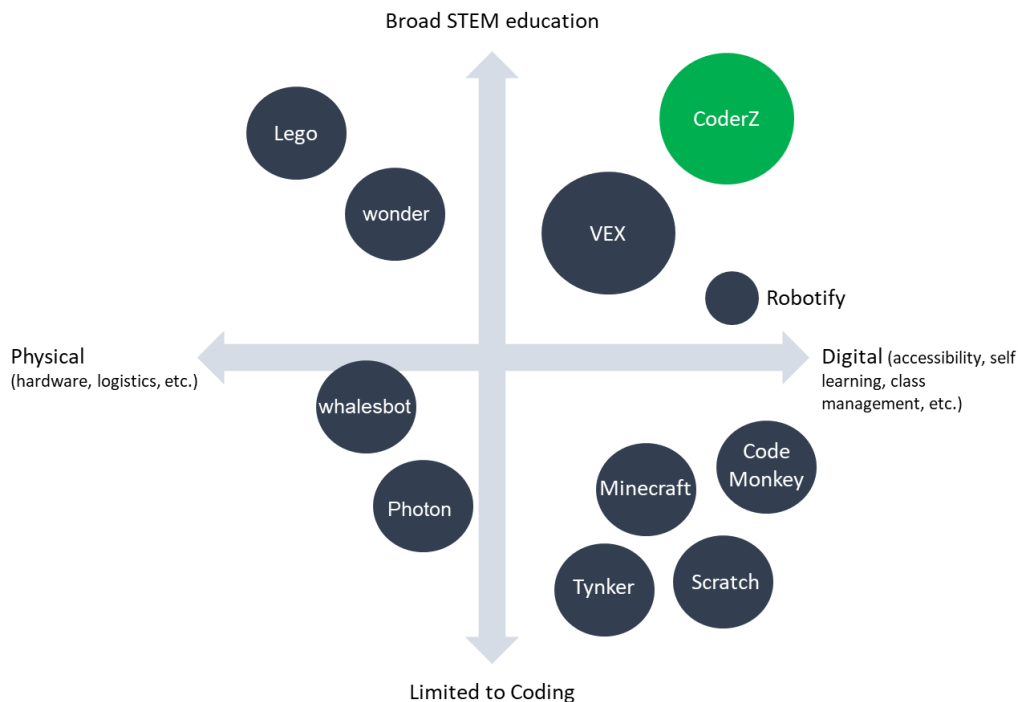 Broad STEM education
CoderZ
Lego
wonder
VEX
Robotify
Physical
(hardware, logistics, etc.)
Digital (accessibility, self
learning, class
management, etc.)
whalesbot
Code
Monkey
Minecraft
Photon
Tynker
Scratch
Limited to Coding